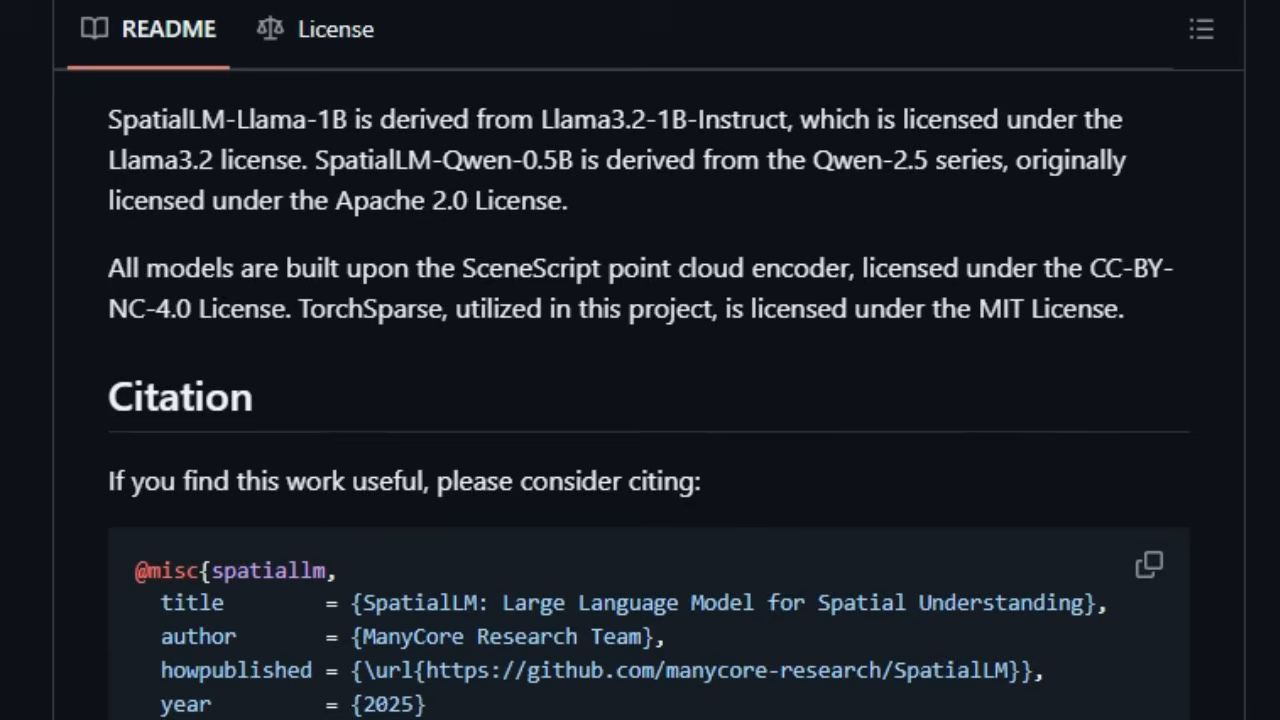 README License
SpatialLM-Llama-1B is derived from Llama3.2-1B-Instruct, which is licensed under the
Llama3.2 license. SpatialLM-Qwen-0.5B is derived from the Qwen-2.5 series, originally
licensed under the Apache 2.0 License.
All models are built upon the SceneScript point cloud encoder, licensed under the CC-BY-
NC-4.0 License. TorchSparse, utilized in this project, is licensed under the MIT License.
Citation
If you find this work useful, please consider citing:
@misc{spatiallm,
  title        = {SpatialLM: Large Language Model for Spatial Understanding},
  author       = {ManyCore Research Team},
  howpublished = {\url{https://github.com/manycore-research/SpatialLM}},
  year         = {2025}